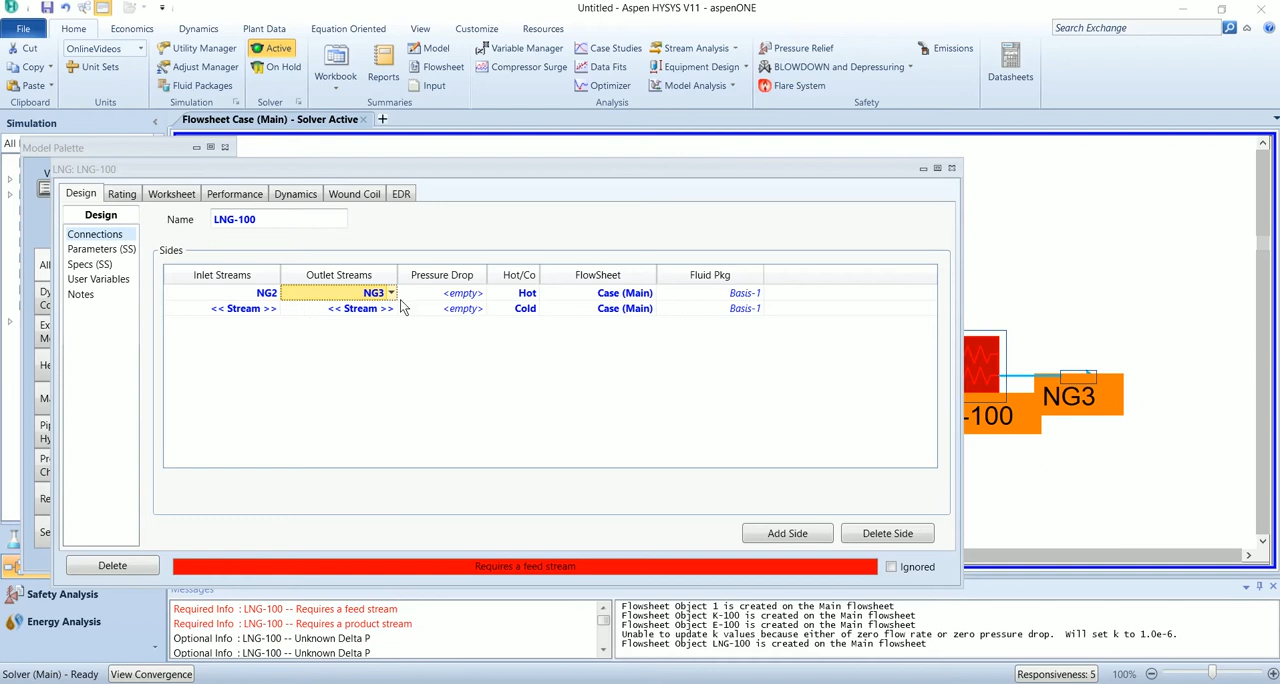 Untitled - Aspen HYSYS V11 - aspenONE
File Home Economics Dynamics Plant Data Equation Oriented View Customize Resources Search Exchange
Cut OnlineVideos Utility Manager Active Model Variable Manager Case Studies Stream Analysis Pressure Relief Emissions
Copy Unit Sets Adjust Manager On Hold Workbook Reports Flowsheet Compressor Surge Data Fits Equipment Design BLOWDOWN and Depressuring Datasheets
Paste Fluid Packages Input Optimizer Model Analysis Flare System
Clipboard Units Simulation Solver Summaries Analysis Safety
Simulation Flowsheet Case (Main) - Solver Active
All Model Palette
LNG: LNG-100
Design Rating Worksheet Performance Dynamics Wound Coil EDR
Design
Connections
Parameters (SS)
Specs (SS)
User Variables
Notes
Name LNG-100
Sides
Inlet Streams Outlet Streams Pressure Drop Hot/Co FlowSheet Fluid Pkg
NG2 NG3 <empty> Hot Case (Main) Basis-1
<< Stream >> << Stream >> <empty> Cold Case (Main) Basis-1
NG3
-100
Add Side Delete Side
Delete Requires a feed stream Ignored
Safety Analysis
Energy Analysis
Messages
Required Info : LNG-100 -- Requires a feed stream
Required Info : LNG-100 -- Requires a product stream
Optional Info : LNG-100 -- Unknown Delta P
Optional Info : LNG-100 -- Unknown Delta P
Flowsheet Object 1 is created on the Main flowsheet
Flowsheet Object K-100 is created on the Main flowsheet
Flowsheet Object E-100 is created on the Main flowsheet
Unable to update k values because either of zero flow rate or zero pressure drop. Will set k to 1.0e-6.
Flowsheet Object LNG-100 is created on the Main flowsheet
Solver (Main) - Ready View Convergence Responsiveness: 5 100%